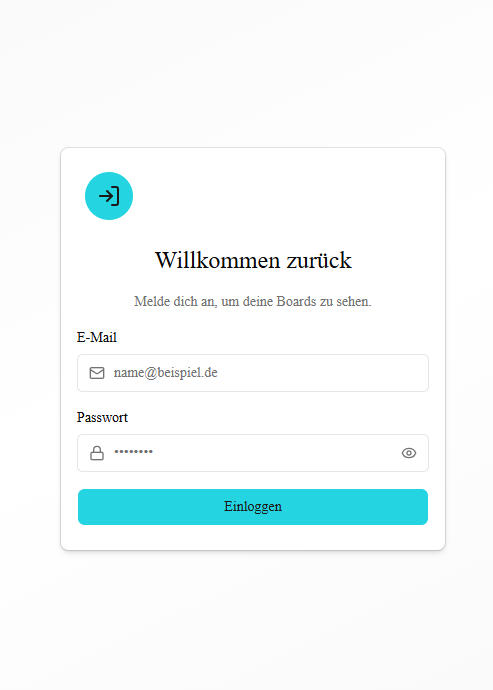 Willkommen zurück
Melde dich an, um deine Boards zu sehen.
E-Mail
name@beispiel.de
Passwort
••••••••
Einloggen